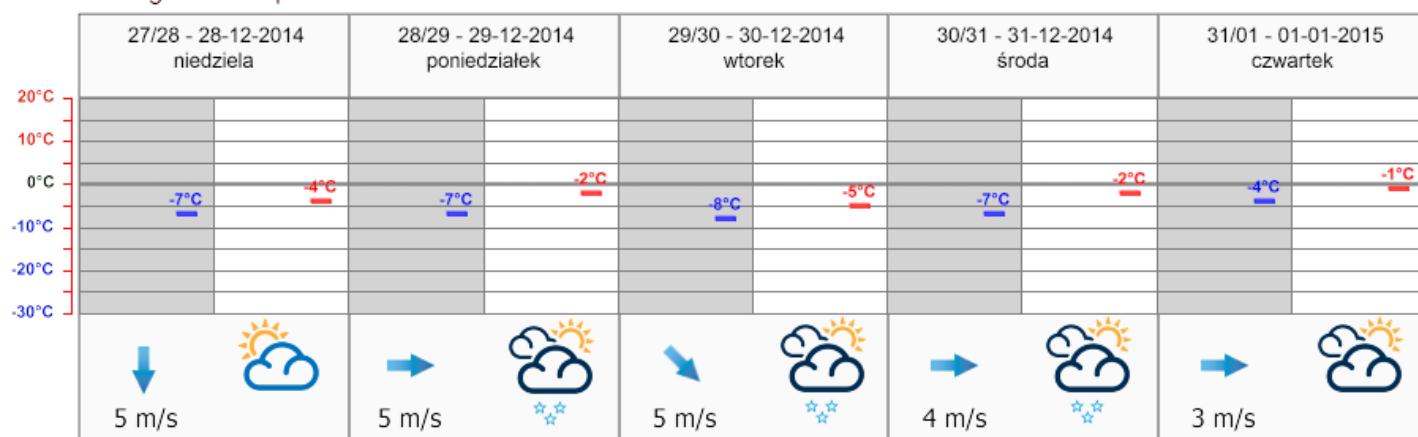 27/28 - 28-12-2014
niedziela
28/29 - 29-12-2014
poniedziałek
29/30 - 30-12-2014
wtorek
30/31 - 31-12-2014
środa
31/01 - 01-01-2015
czwartek
20°C
10°C
0°C
-10°C
-20°C
-30°C
-7°C
-4°C
-7°C
-2°C
-8°C
-5°C
-7°C
-2°C
-4°C
-1°C
5 m/s
5 m/s
5 m/s
4 m/s
3 m/s